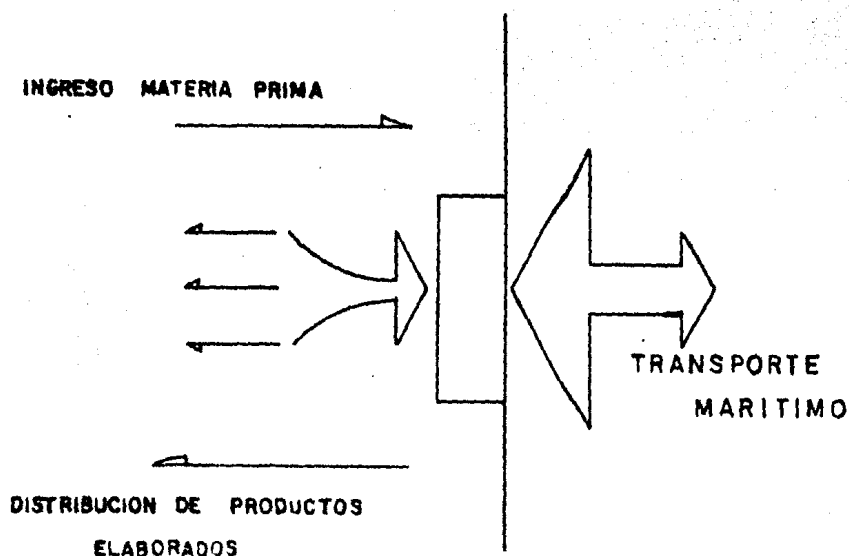 INGRESO MATERIA PRIMA
TRANSPORTE
MARITIMO
DISTRIBUCION DE PRODUCTOS
ELABORADOS